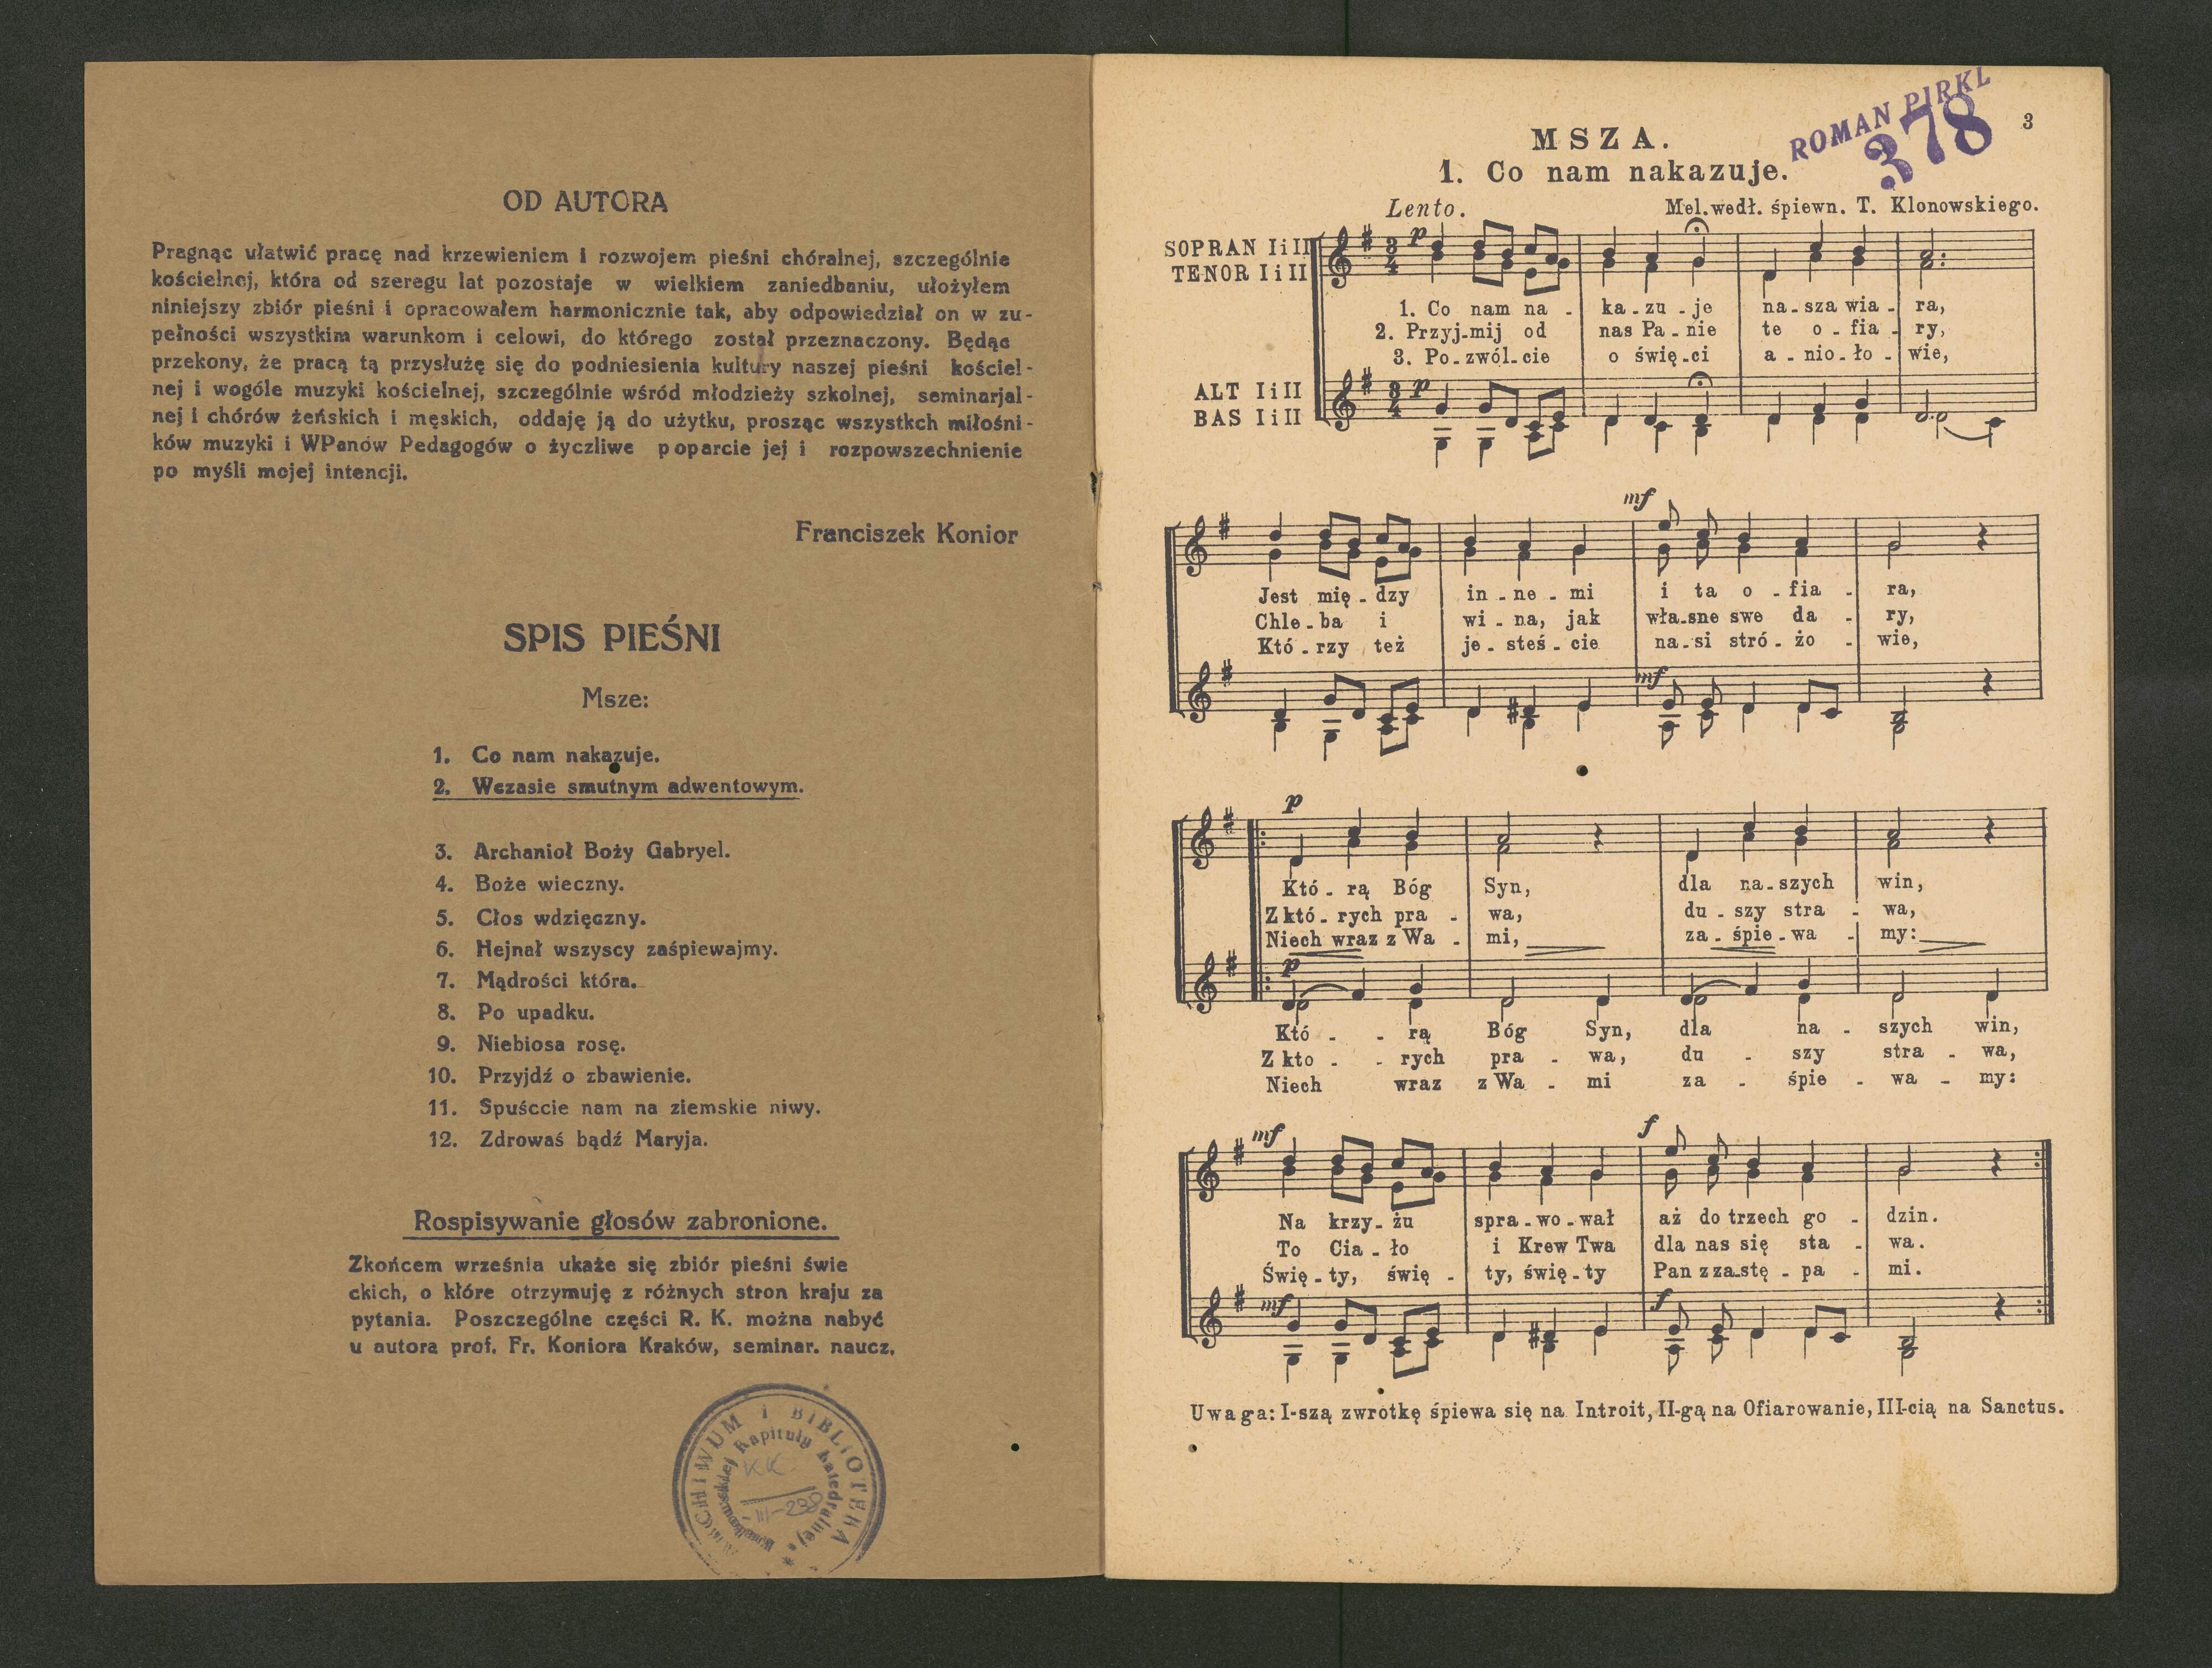 OD AUTORA
Pragnąc ułatwić pracę nad krzewieniem i rozwojem pieśni chóralnej, szczególnie
kościelnej, która od szeregu lat pozostaje w wielkiem zaniedbaniu, ułożyłem
niniejszy zbiór pieśni i opracowałem harmonicznie tak, aby odpowiedział on w zu-
pełności wszystkim warunkom i celowi, do którego został przeznaczony. Będąc
przekony, że pracą tą przysłużę się do podniesienia kultury naszej pieśni kościel-
nej i wogóle muzyki kościelnej, szczególnie wśród młodzieży szkolnej, seminarjal-
nej i chórów żeńskich i męskich, oddaję ją do użytku, prosząc wszystkch miłośni-
ków muzyki i WPanów Pedagogów o życzliwe poparcie jej i rozpowszechnienie
po myśli mojej intencji.
Franciszek Konior
SPIS PIEŚNI
Msze:
1. Co nam nakazuje.
2. Wczasie smutnym adwentowym.
3. Archanioł Boży Gabryel.
4. Boże wieczny.
5. Cłos wdzięczny.
6. Hejnał wszyscy zaśpiewajmy.
7. Mądrości która.
8. Po upadku.
9. Niebiosa rosę.
10. Przyjdź o zbawienie.
11. Spuśccie nam na ziemskie niwy.
12. Zdrowaś bądź Maryja.
Rospisywanie głosów zabronione.
Zkońcem września ukaże się zbiór pieśni świe
ckich, o kłóre otrzymuję z różnych stron kraju za
pytania. Poszczególne części R. K. można nabyć
u autora prof. Fr. Koniora Kraków, seminar. naucz.
ARCHIWUM I BIBLIOTEKA
Krakowskiej Kapituły Katedralnej
KK
III-238
ROMAN PIRKL
378
3
MSZA.
1. Co nam nakazuje.
Lento.
Mel. wedł. śpiewn. T. Klonowskiego.
SOPRAN I i II
TENOR I i II
p
1. Co nam na - ka - zu - je na - sza wia - ra,
2. Przyj - mij od nas Pa - nie te o - fia - ry,
3. Po - zwól - cie o świę - ci a - nio - ło - wie,
ALT I i II
BAS I i II
p
mf
Jest mię - dzy in - ne - mi i ta o - fia - ra,
Chle - ba i wi - na, jak wła - sne swe da - ry,
Któ - rzy też je - steś - cie na - si stró - żo - wie,
mf
p
Któ - rą Bóg Syn, dla na - szych win,
Z któ - rych pra - wa, du - szy stra - wa,
Niech wraz z Wa - mi, za - śpie - wa - my:
p
Któ - - rą Bóg Syn, dla na - szych win,
Z kto - - rych pra - wa, du - szy stra - wa,
Niech wraz z Wa - mi za - śpie - wa - my:
mf f
Na krzy - żu spra - wo - wał aż do trzech go - dzin.
To Cia - ło i Krew Twa dla nas się sta - wa.
Świę - ty, świę - ty, świę - ty Pan z za - stę - pa - mi.
mf f
Uwaga: I-szą zwrotkę śpiewa się na Introit, II-gą na Ofiarowanie, III-cią na Sanctus.